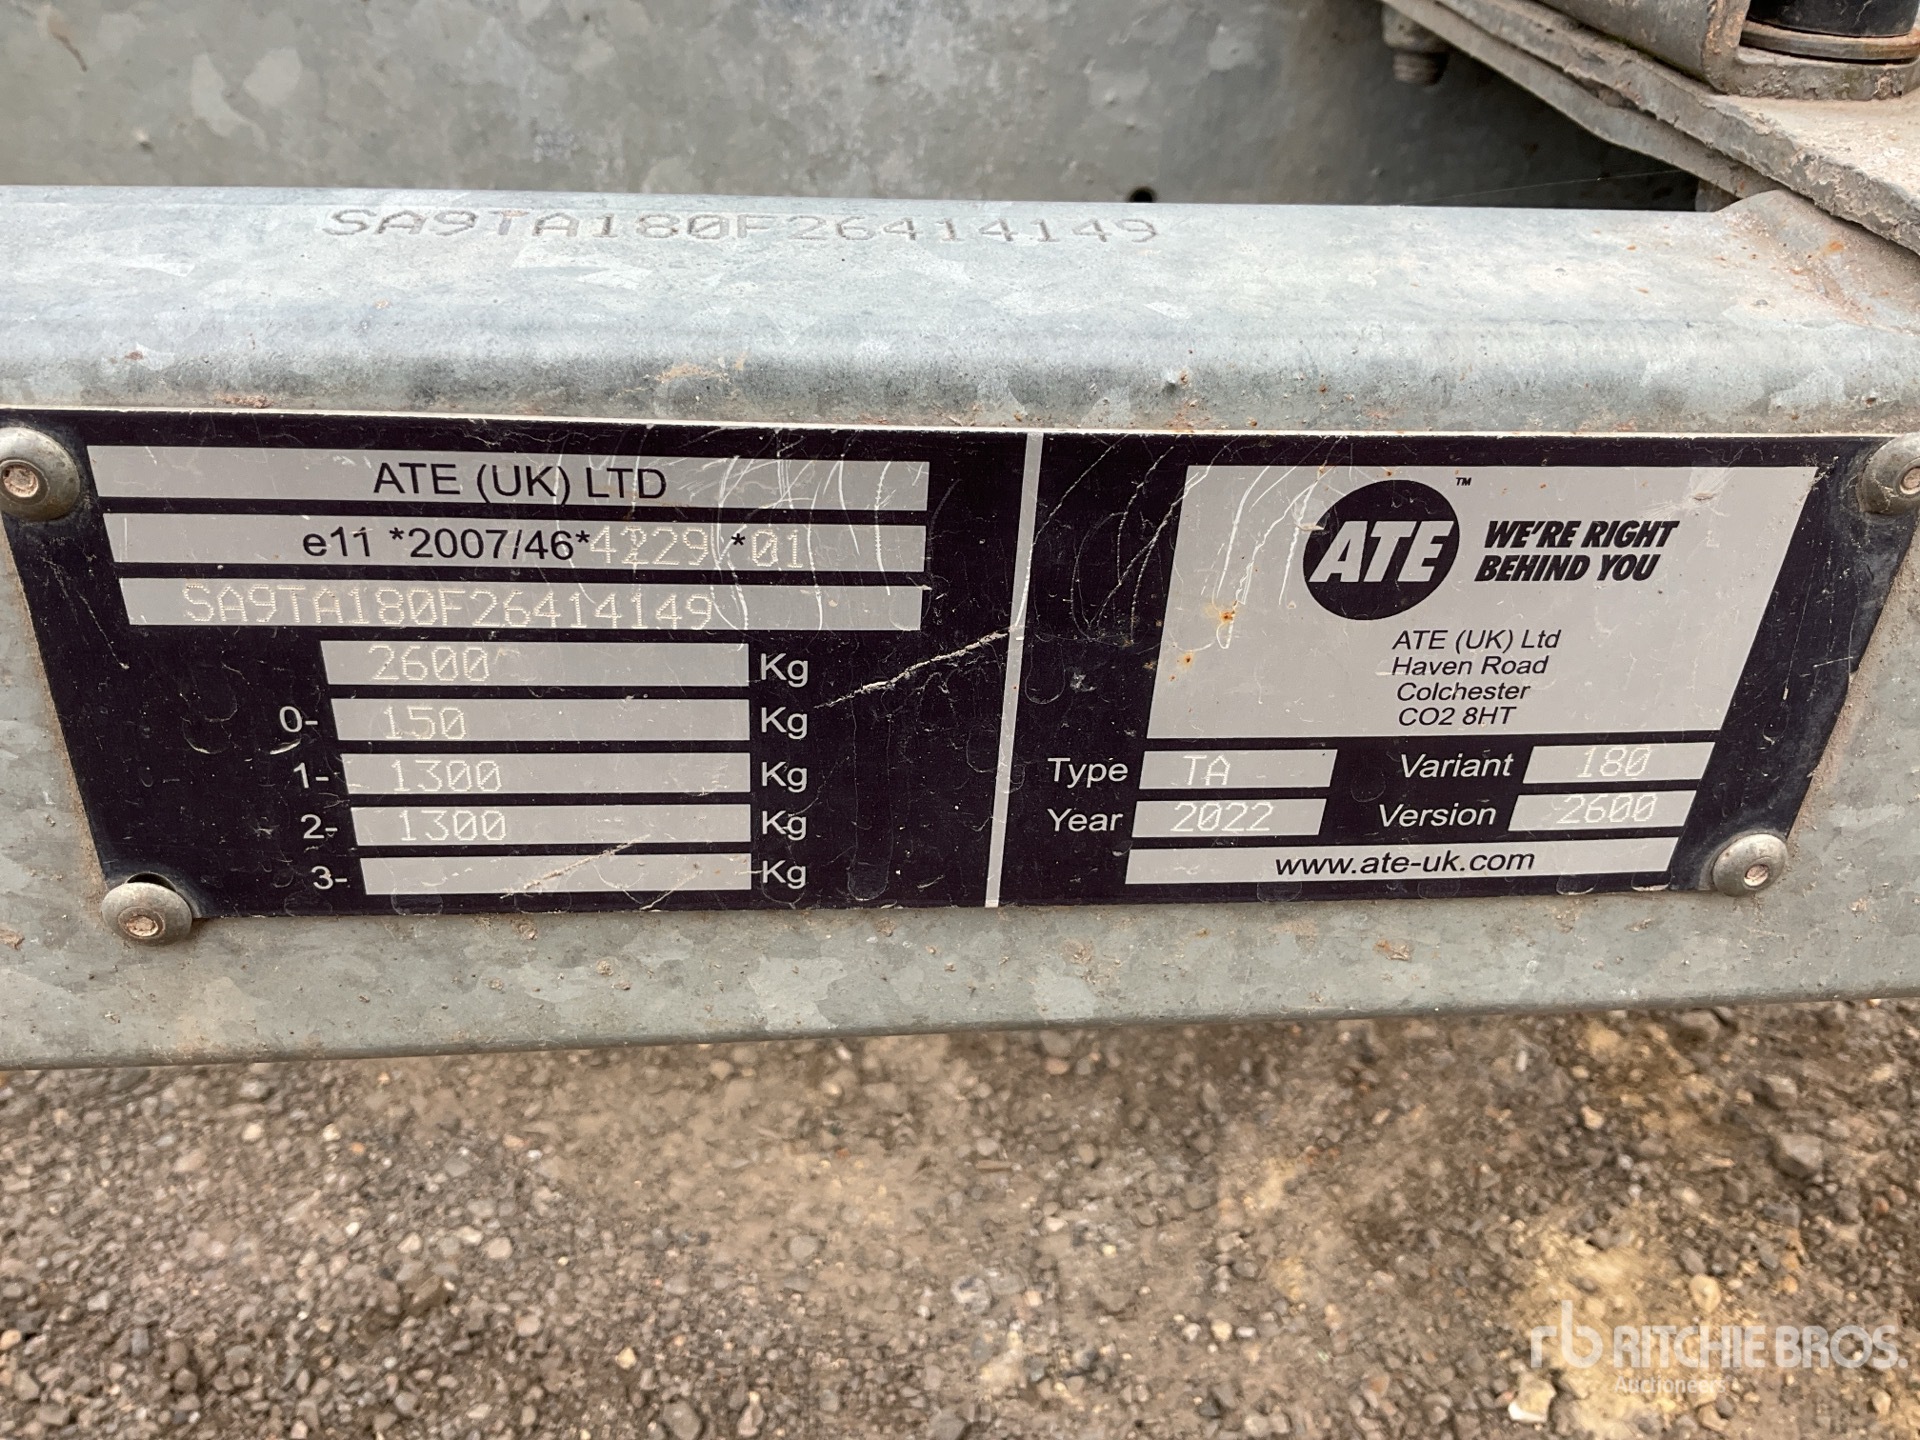 SA9TA180F26414149
ATE (UK) LTD
e11 *2007/46*4229 *01
SA9TA180F26414149
2600 Kg
0- 150 Kg
1- 1300 Kg
2- 1300 Kg
3- Kg
ATE ™ WE'RE RIGHT
BEHIND YOU
ATE (UK) Ltd
Haven Road
Colchester
CO2 8HT
Type TA Variant 180
Year 2022 Version 2600
www.ate-uk.com
rb RITCHIE BROS.
Auctioneers